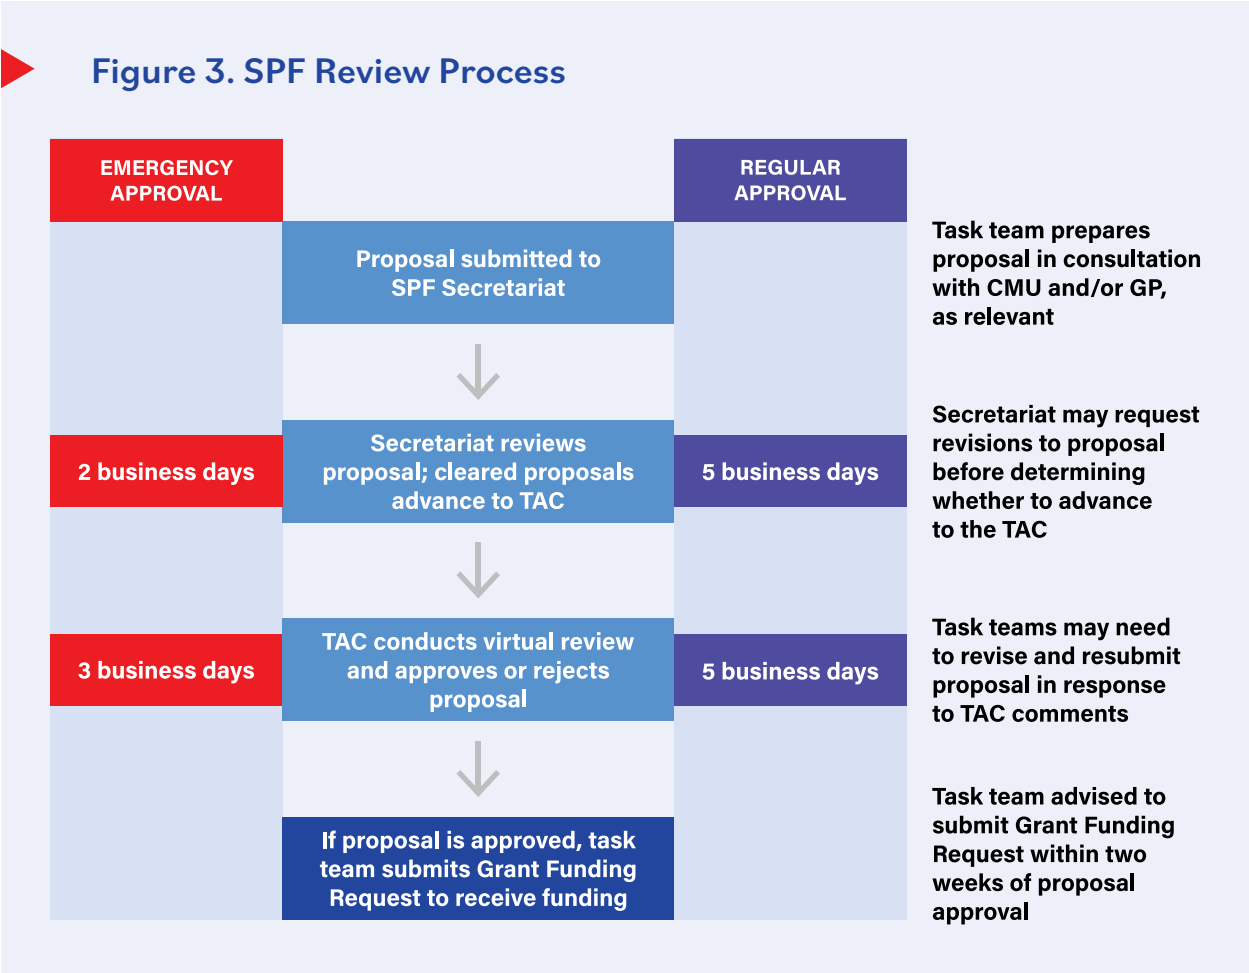 Figure 3. SPF Review Process
EMERGENCY
APPROVAL
REGULAR
APPROVAL
Proposal submitted to
SPF Secretariat
Task team prepares
proposal in consultation
with CMU and/or GP,
as relevant
2 business days
Secretariat reviews
proposal; cleared proposals
advance to TAC
5 business days
Secretariat may request
revisions to proposal
before determining
whether to advance
to the TAC
3 business days
TAC conducts virtual review
and approves or rejects
proposal
5 business days
Task teams may need
to revise and resubmit
proposal in response
to TAC comments
If proposal is approved, task
team submits Grant Funding
Request to receive funding
Task team advised to
submit Grant Funding
Request within two
weeks of proposal
approval